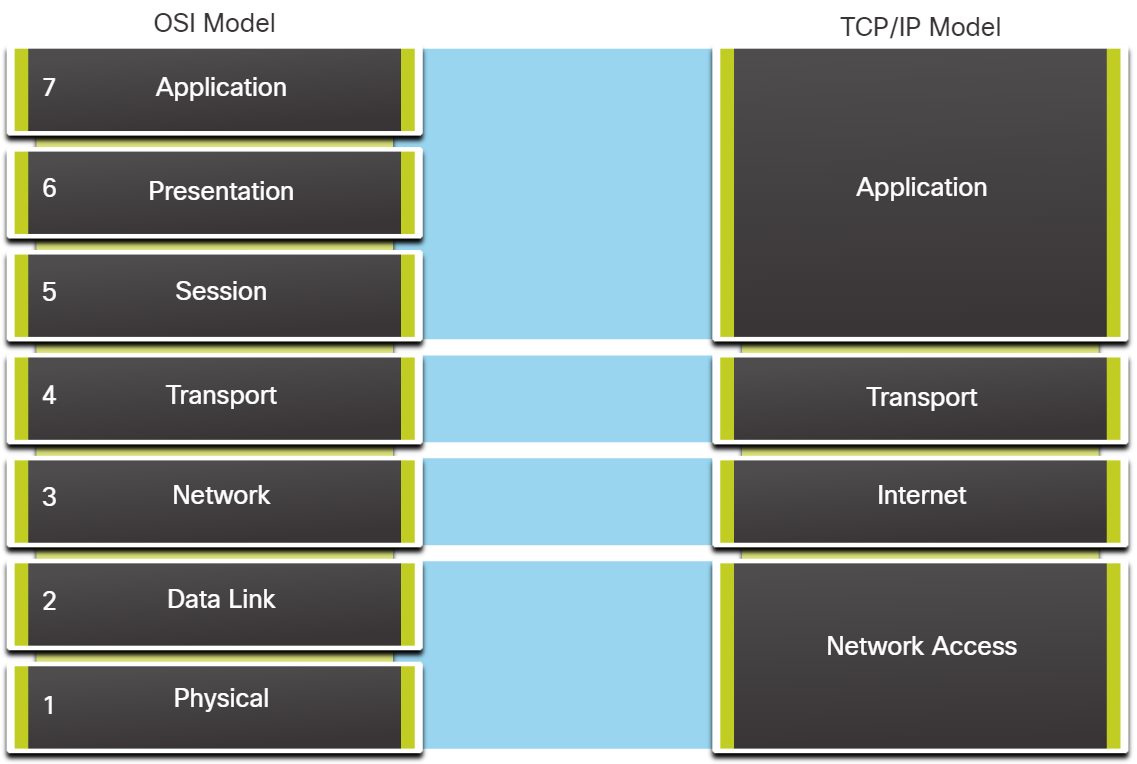 OSI Model
TCP/IP Model
7 Application
6 Presentation
5 Session
4 Transport
3 Network
2 Data Link
1 Physical
Application
Transport
Internet
Network Access